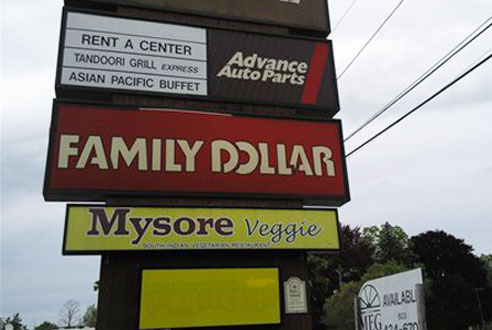 RENT A CENTER
TANDOORI GRILL EXPRESS
ASIAN PACIFIC BUFFET
Advance
Auto Parts
FAMILY DOLLAR
Mysore Veggie
SOUTH INDIAN VEGETARIAN RESTAURANT
AVAILABL
MEG